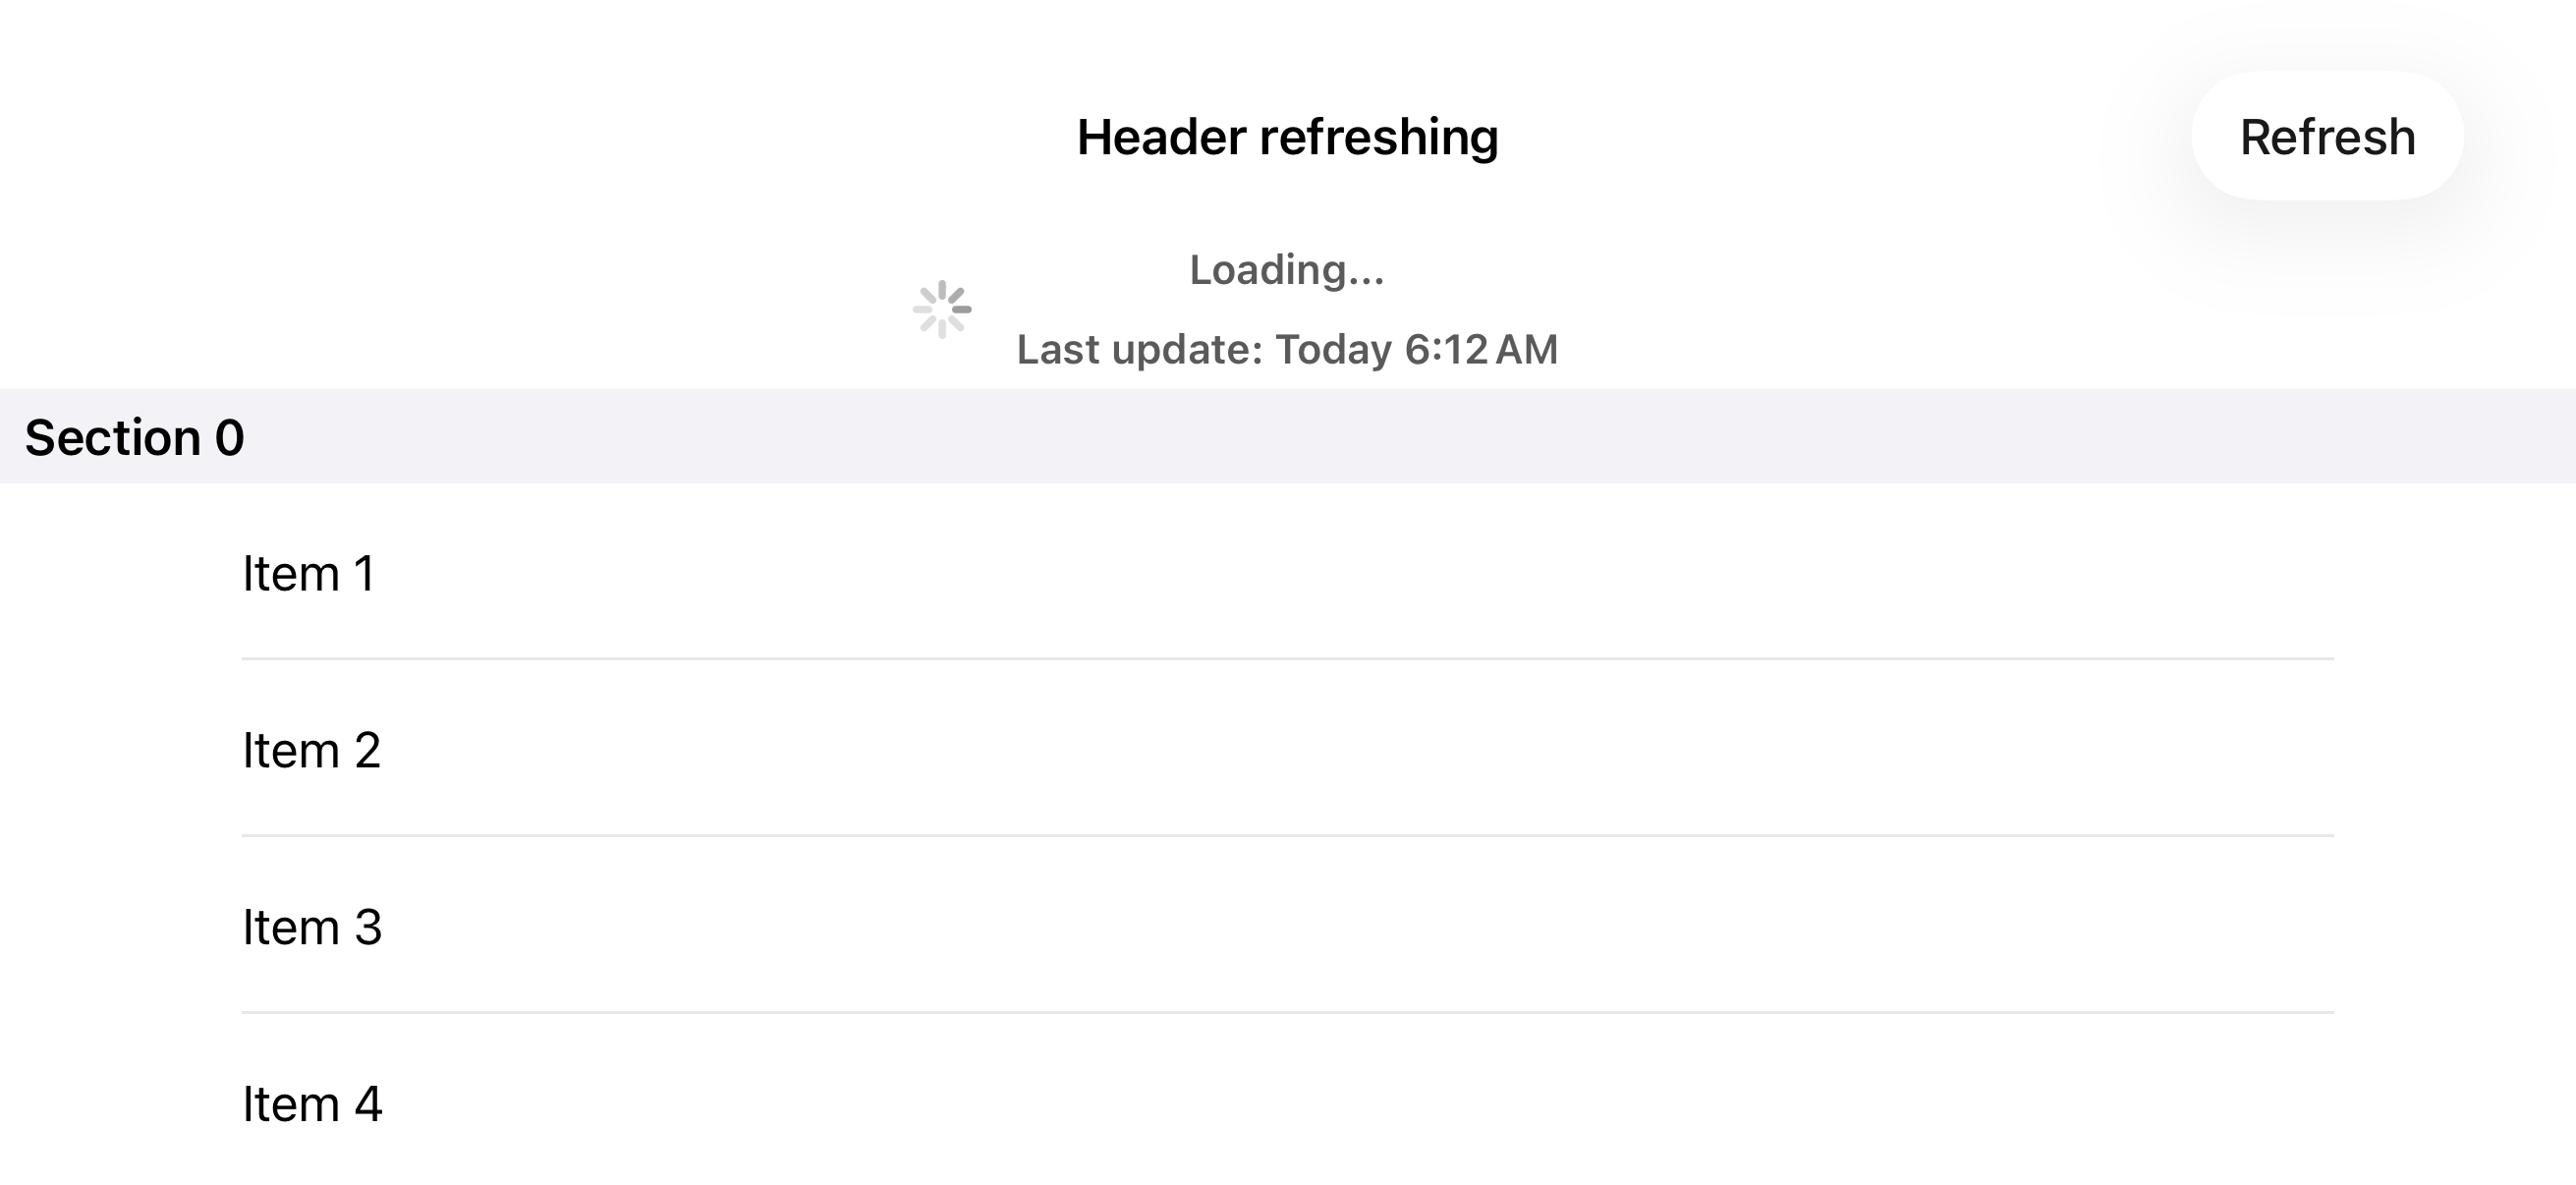 Header refreshing
Refresh
Loading...
Last update: Today 6:12 AM
Section 0
Item 1
Item 2
Item 3
Item 4